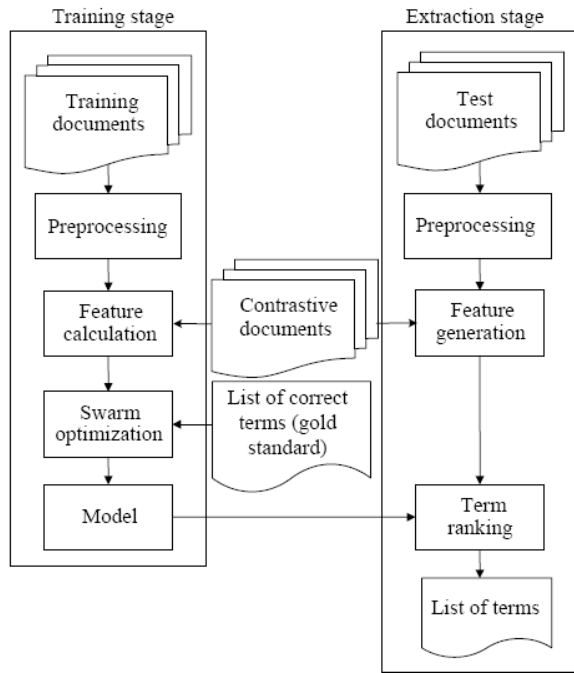 Training stage
Training
documents
Preprocessing
Feature
calculation
Swarm
optimization
Model
Contrastive
documents
List of correct
terms (gold
standard)
Extraction stage
Test
documents
Preprocessing
Feature
generation
Term
ranking
List of terms